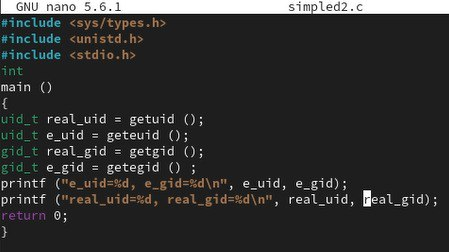 GNU nano 5.6.1 simpled2.c
#include <sys/types.h>
#include <unistd.h>
#include <stdio.h>
int
main ()
{
uid_t real_uid = getuid ();
uid_t e_uid = geteuid ();
gid_t real_gid = getgid ();
gid_t e_gid = getegid () ;
printf ("e_uid=%d, e_gid=%d\n", e_uid, e_gid);
printf ("real_uid=%d, real_gid=%d\n", real_uid, real_gid);
return 0;
}